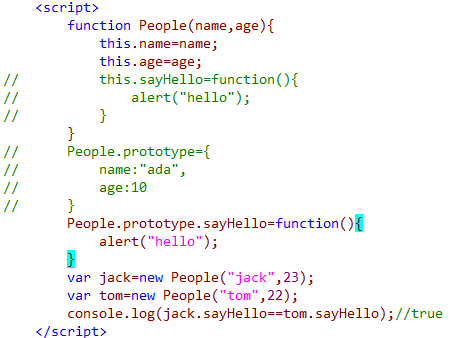 <script>
function People(name,age){
this.name=name;
this.age=age;
// this.sayHello=function(){
// alert("hello");
// }
}
// People.prototype={
// name:"ada",
// age:10
// }
People.prototype.sayHello=function(){
alert("hello");
}
var jack=new People("jack",23);
var tom=new People("tom",22);
console.log(jack.sayHello==tom.sayHello);//true
</script>